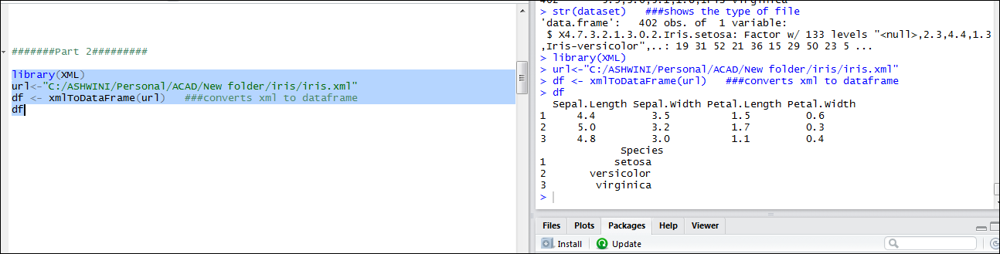 #######Part 2#########
library(XML)
url<-"C:/ASHWINI/Personal/ACAD/New folder/iris/iris.xml"
df <- xmlToDataFrame(url)   ###converts xml to dataframe
df
> str(dataset)   ###shows the type of file
'data.frame':   402 obs. of  1 variable:
 $ X4.7.3.2.1.3.0.2.Iris.setosa: Factor w/ 133 levels "<null>,2.3,4.4,1.3
,Iris-versicolor",..: 19 31 52 21 36 15 29 50 23 5 ...
> library(XML)
> url<-"C:/ASHWINI/Personal/ACAD/New folder/iris/iris.xml"
> df <- xmlToDataFrame(url)   ###converts xml to dataframe
> df
  Sepal.Length Sepal.Width Petal.Length Petal.Width
1     4.4         3.5        1.5         0.6
2     5.0         3.2        1.7         0.3
3     4.8         3.0        1.1         0.4
             Species
1            setosa
2        versicolor
3         virginica
>
Files Plots Packages Help Viewer
Install Update